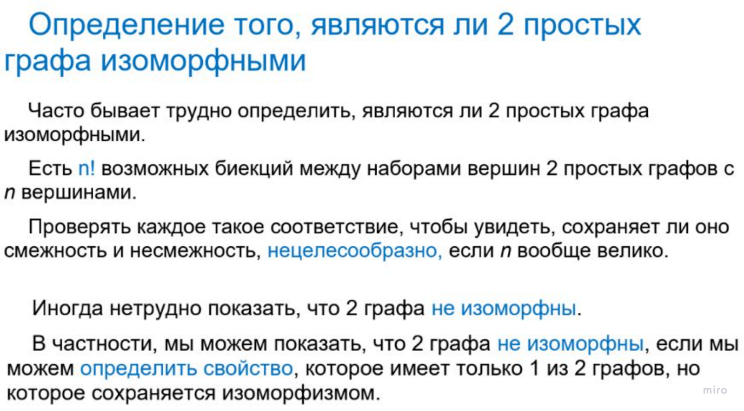 Определение того, являются ли 2 простых
графа изоморфными
Часто бывает трудно определить, являются ли 2 простых графа
изоморфными.
Есть n! возможных биекций между наборами вершин 2 простых графов с
n вершинами.
Проверять каждое такое соответствие, чтобы увидеть, сохраняет ли оно
смежность и несмежность, нецелесообразно, если n вообще велико.
Иногда нетрудно показать, что 2 графа не изоморфны.
В частности, мы можем показать, что 2 графа не изоморфны, если мы
можем определить свойство, которое имеет только 1 из 2 графов, но
которое сохраняется изоморфизмом.
miro